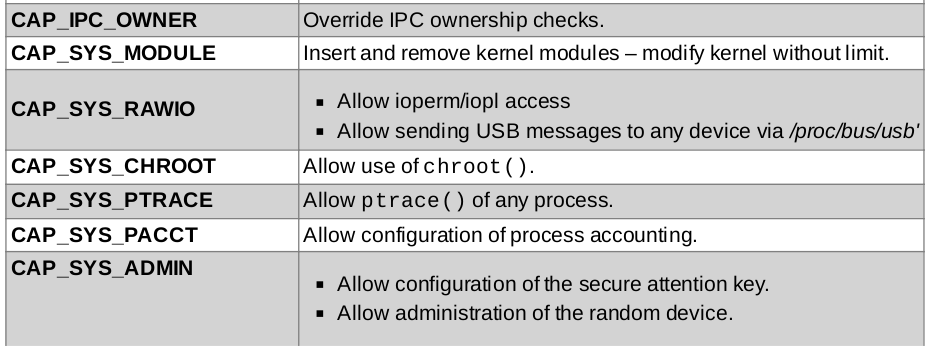 CAP_IPC_OWNER Override IPC ownership checks.
CAP_SYS_MODULE Insert and remove kernel modules – modify kernel without limit.
CAP_SYS_RAWIO
▪ Allow ioperm/iopl access
▪ Allow sending USB messages to any device via /proc/bus/usb'
CAP_SYS_CHROOT Allow use of chroot().
CAP_SYS_PTRACE Allow ptrace() of any process.
CAP_SYS_PACCT Allow configuration of process accounting.
CAP_SYS_ADMIN
▪ Allow configuration of the secure attention key.
▪ Allow administration of the random device.